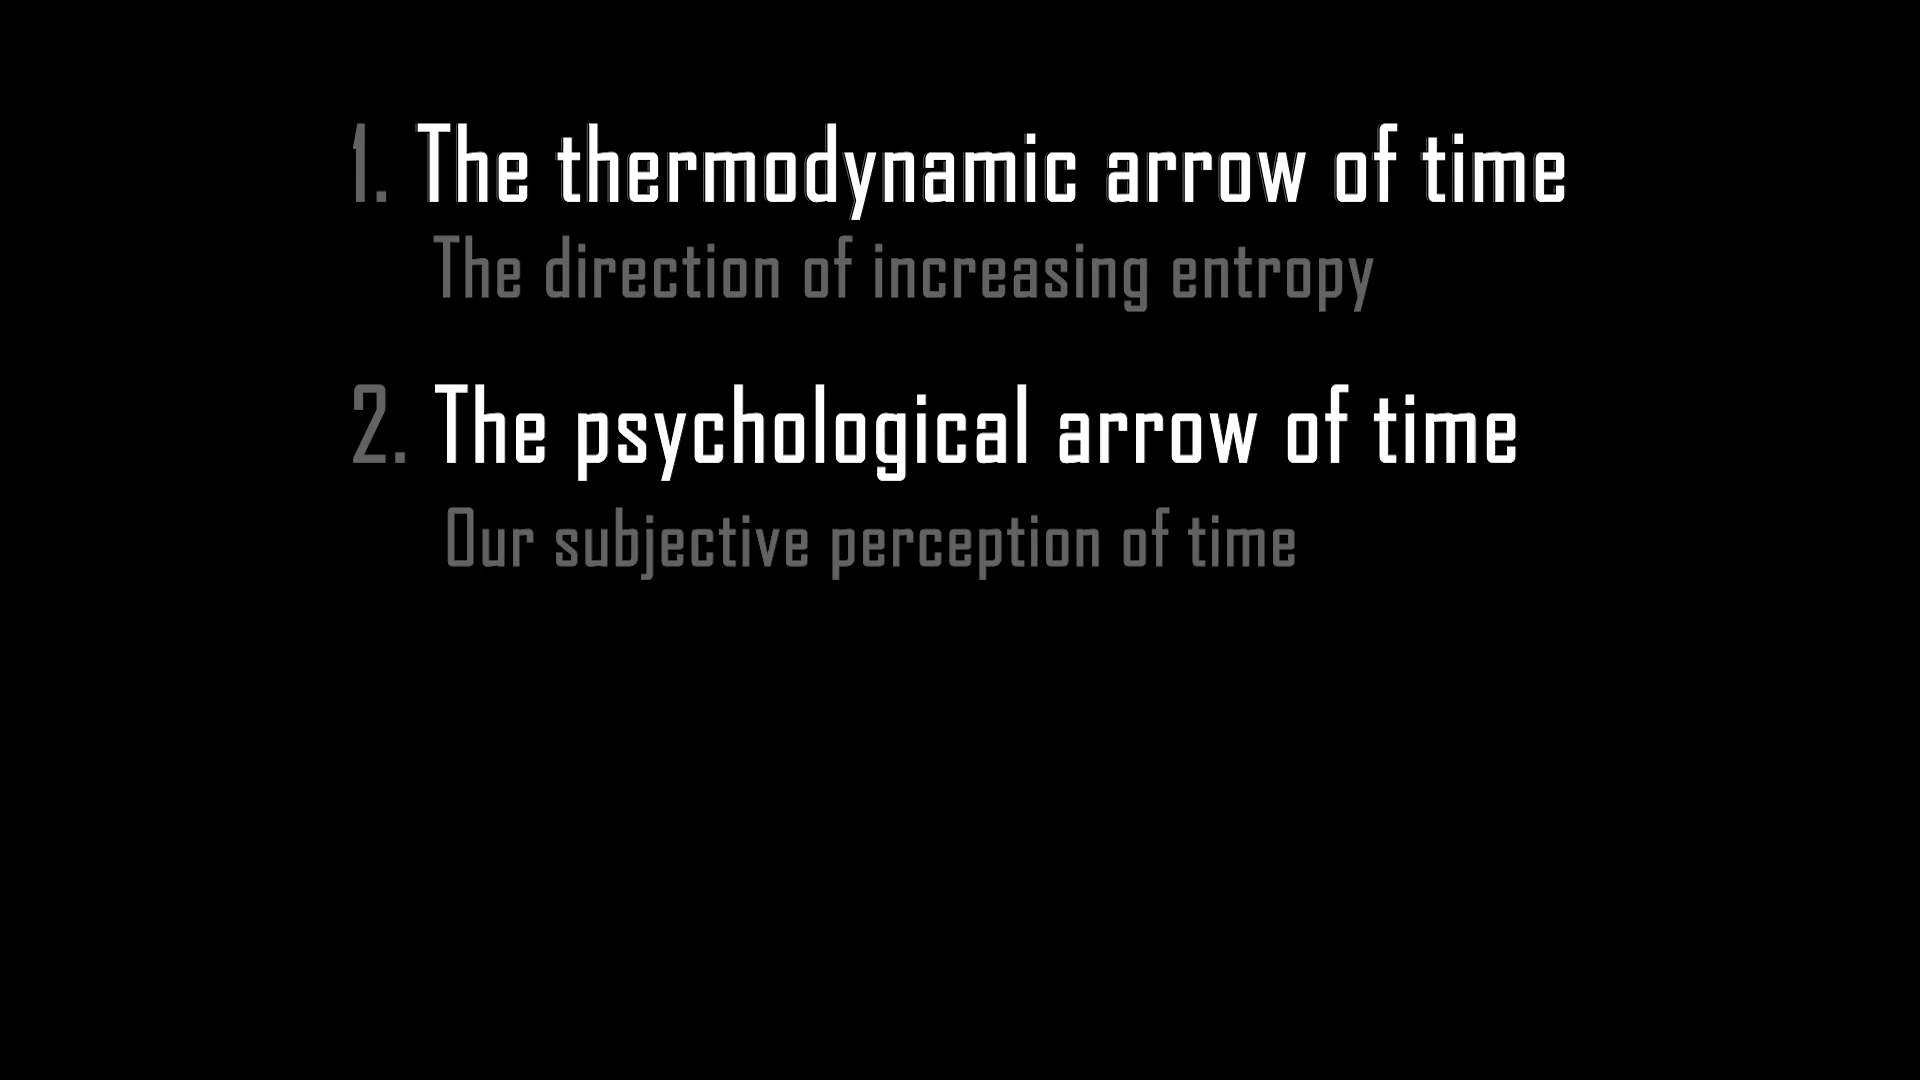 1. The thermodynamic arrow of time
The direction of increasing entropy
2. The psychological arrow of time
Our subjective perception of time